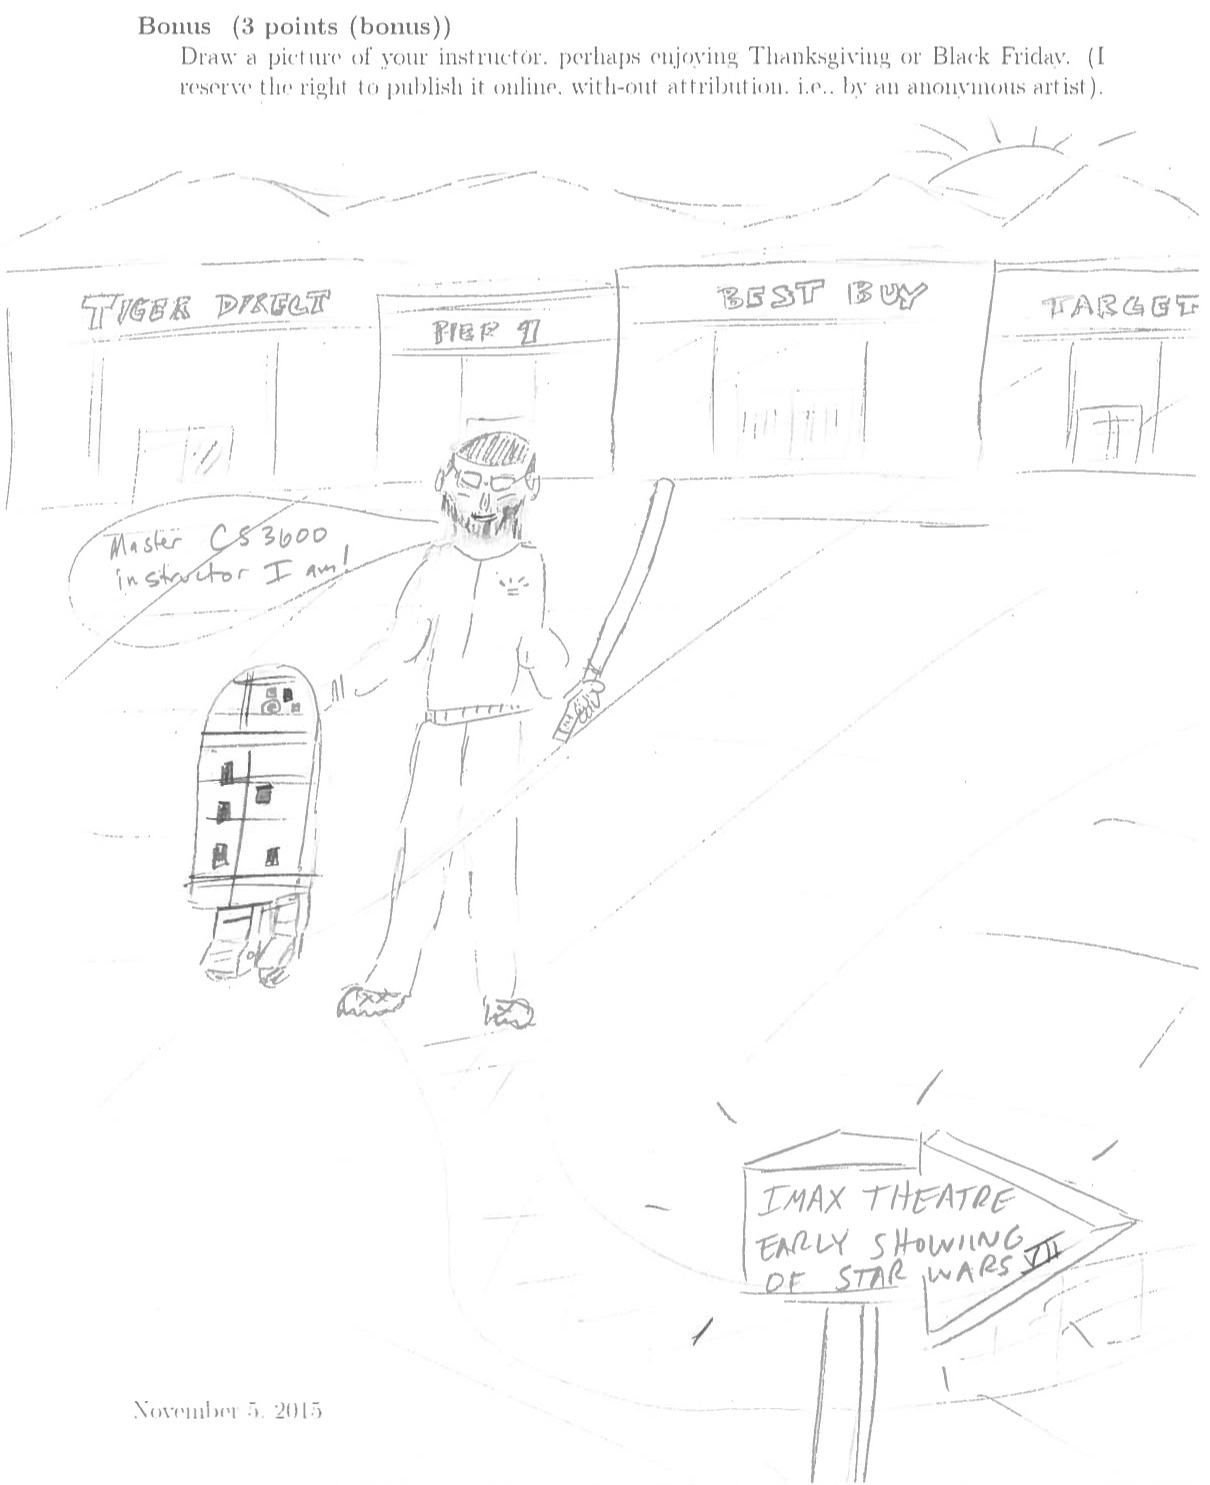 Bonus (3 points (bonus))
Draw a picture of your instructor, perhaps enjoying Thanksgiving or Black Friday. (I
reserve the right to publish it online, with-out attribution, i.e., by an anonymous artist).
TIGER DIRECT
PIER 1
BEST BUY
TARGET
Master CS3600
instructor I am!
IMAX THEATRE
EARLY SHOWIING
OF STAR WARS VII
November 5, 2015